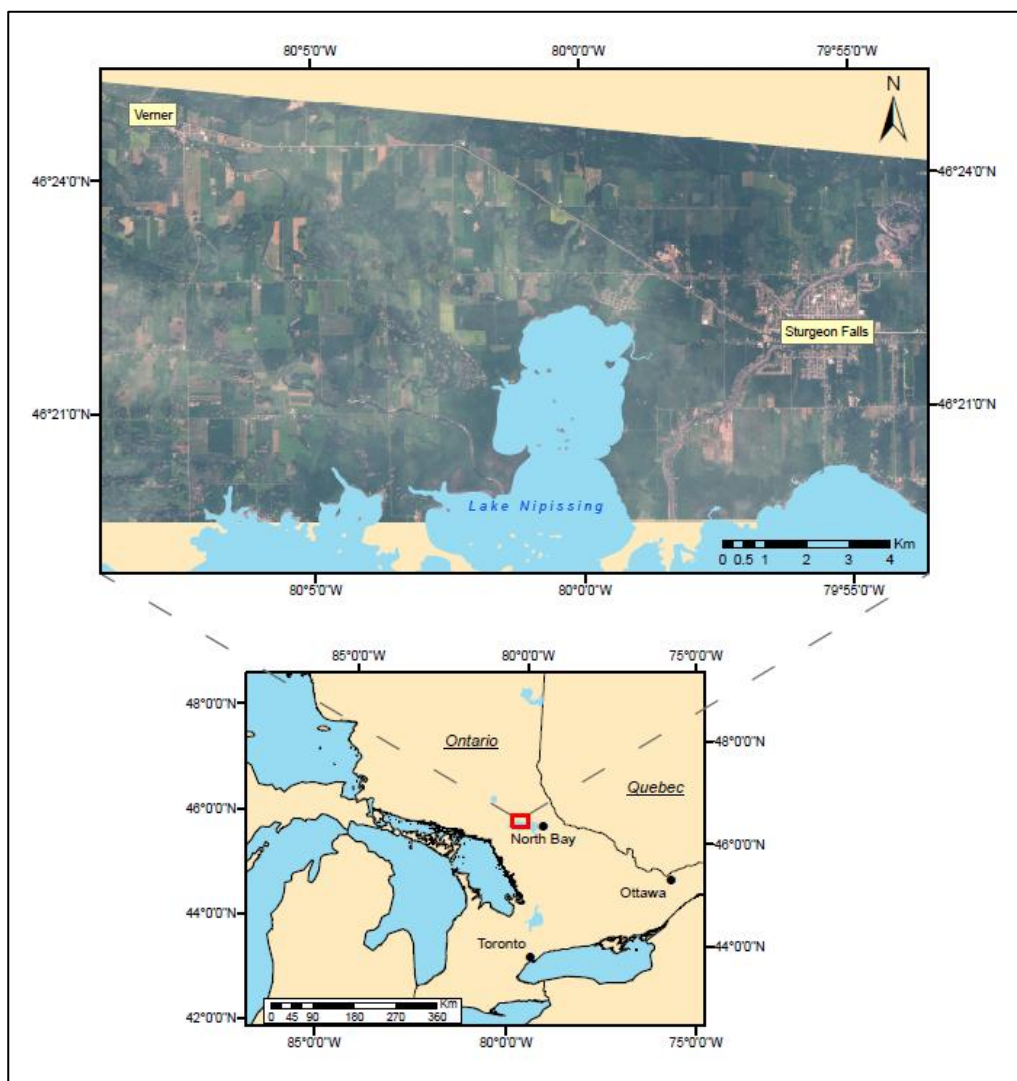 80°5'0"W 80°0'0"W 79°55'0"W
N
Verner
46°24'0"N 46°24'0"N
Sturgeon Falls
46°21'0"N 46°21'0"N
Lake Nipissing
Km
0 0.5 1 2 3 4
80°5'0"W 80°0'0"W 79°55'0"W
85°0'0"W 80°0'0"W 75°0'0"W
48°0'0"N
Ontario 48°0'0"N
Quebec
46°0'0"N
North Bay 46°0'0"N
Ottawa
44°0'0"N
Toronto 44°0'0"N
Km
0 45 90 180 270 360
42°0'0"N
85°0'0"W 80°0'0"W 75°0'0"W